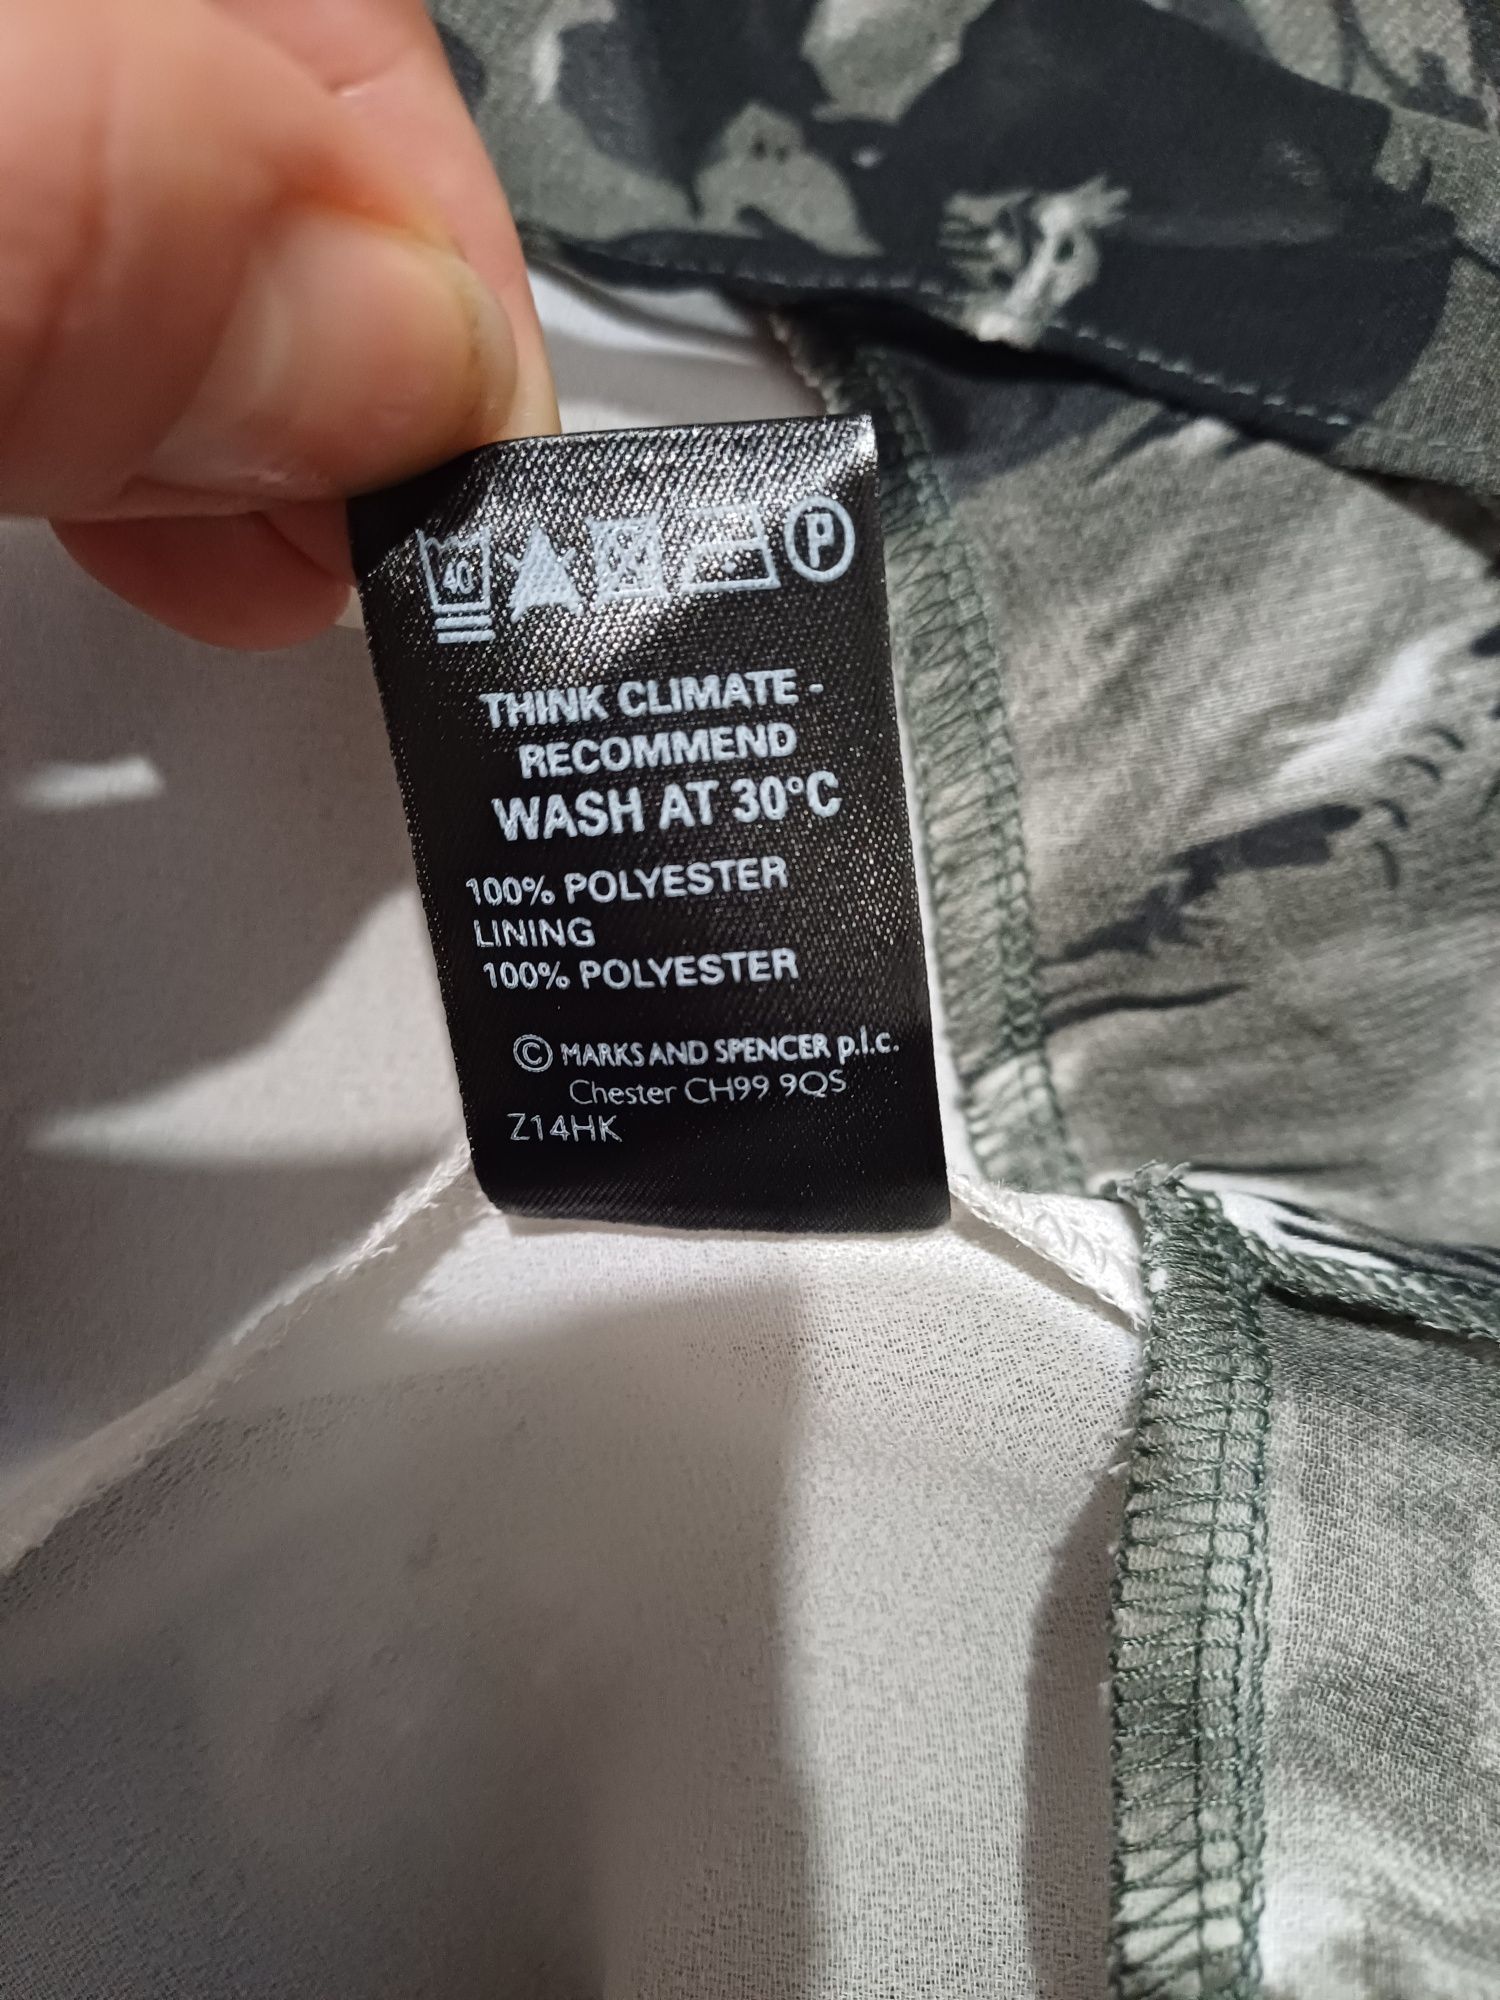 40
P
THINK CLIMATE -
RECOMMEND
WASH AT 30°C
100% POLYESTER
LINING
100% POLYESTER
© MARKS AND SPENCER p.l.c.
Chester CH99 9QS
Z14HK